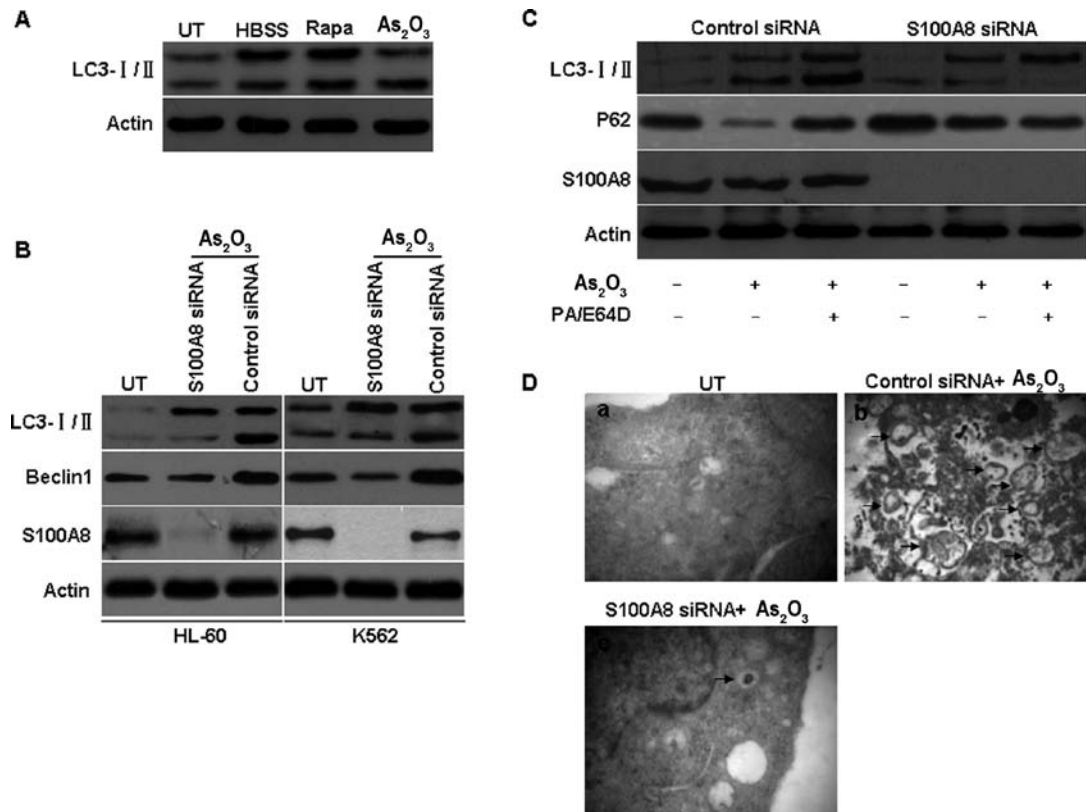 A
UT HBSS Rapa As₂O₃
LC3-Ⅰ/Ⅱ
Actin
B
As₂O₃ As₂O₃
UT S100A8 siRNA Control siRNA UT S100A8 siRNA Control siRNA
LC3-Ⅰ/Ⅱ
Beclin1
S100A8
Actin
HL-60 K562
C
Control siRNA S100A8 siRNA
LC3-Ⅰ/Ⅱ
P62
S100A8
Actin
As₂O₃ - + + - + +
PA/E64D - - + - - +
D
UT
a
Control siRNA+ As₂O₃
b
S100A8 siRNA+ As₂O₃
c